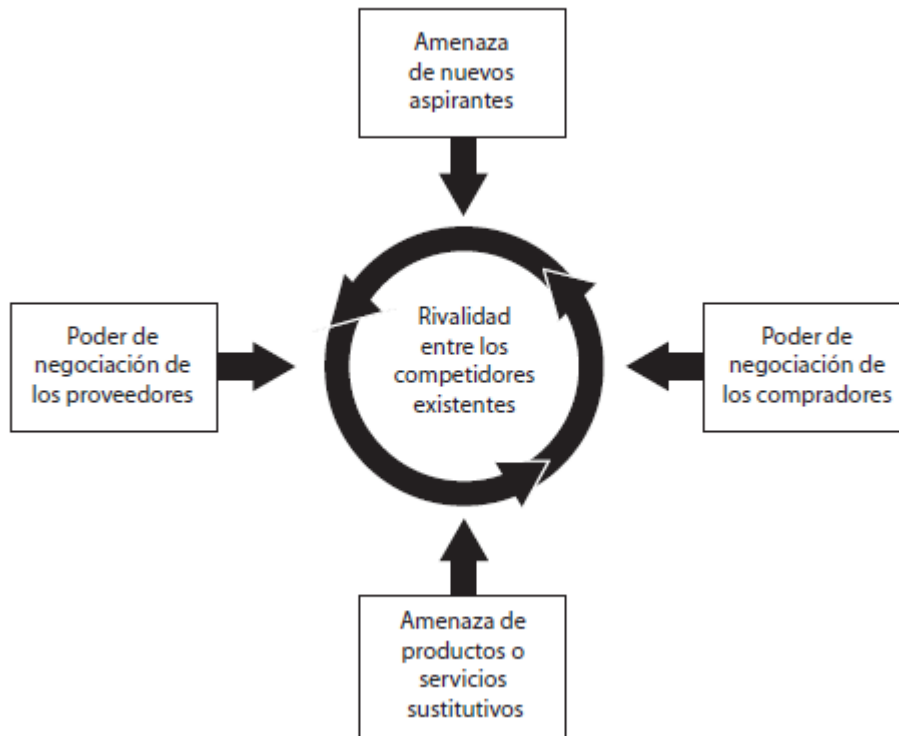 Amenaza
de nuevos
aspirantes
Poder de
negociación de
los proveedores
Rivalidad
entre los
competidores
existentes
Poder de
negociación de
los compradores
Amenaza de
productos o
servicios
sustitutivos